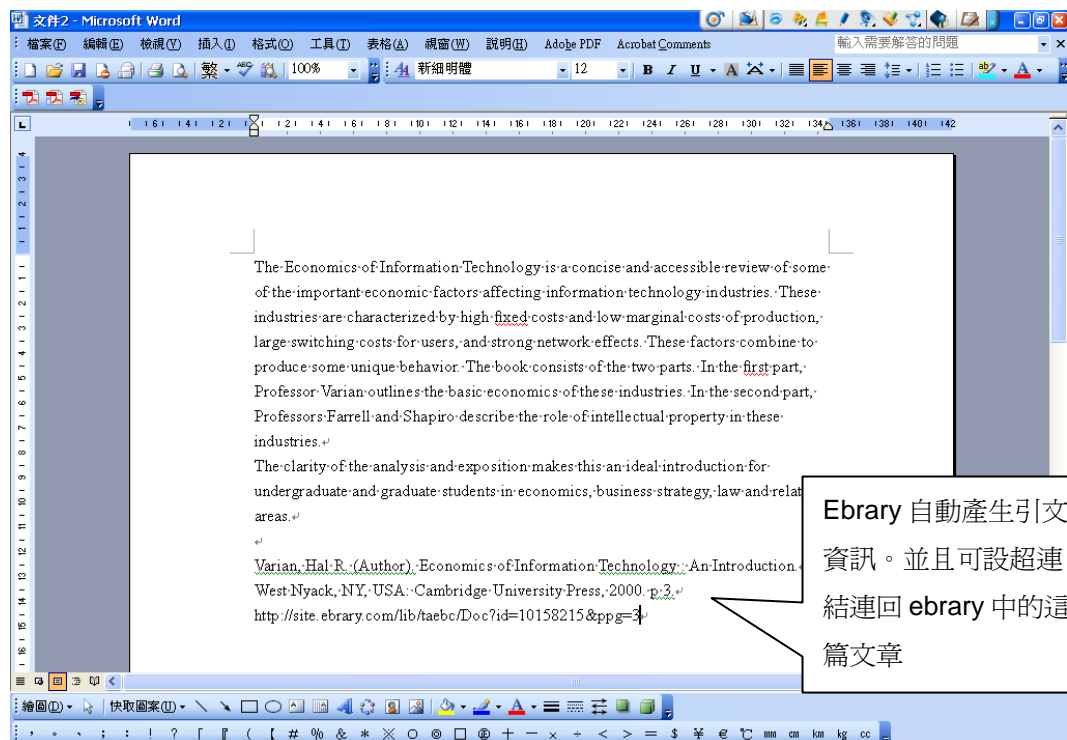 文件2 - Microsoft Word
檔案(F) 編輯(E) 檢視(V) 插入(I) 格式(O) 工具(T) 表格(A) 視窗(W) 說明(H) Adobe PDF Acrobat Comments 輸入需要解答的問題
繁 100% 新細明體 12 B I U A A
The Economics of Information Technology is a concise and accessible review of some
of the important economic factors affecting information technology industries. These
industries are characterized by high fixed costs and low marginal costs of production,
large switching costs for users, and strong network effects. These factors combine to
produce some unique behavior. The book consists of the two parts. In the first part,
Professor Varian outlines the basic economics of these industries. In the second part,
Professors Farrell and Shapiro describe the role of intellectual property in these
industries.
The clarity of the analysis and exposition makes this an ideal introduction for
undergraduate and graduate students in economics, business strategy, law and relat
areas.
Varian, Hal R. (Author). Economics of Information Technology : An Introduction.
West Nyack, NY, USA: Cambridge University Press, 2000. p 3.
http://site.ebrary.com/lib/taebc/Doc?id=10158215&ppg=3
Ebrary 自動產生引文
資訊。並且可設超連
結連回 ebrary 中的這
篇文章
繪圖(D) 快取圖案(U)
, 。 、 ; : ! ? 「 『 ( 【 # % & * ※ ○ ◎ □ ⊕ + － × ÷ < > = $ ¥ € ℃ mm cm km kg cc